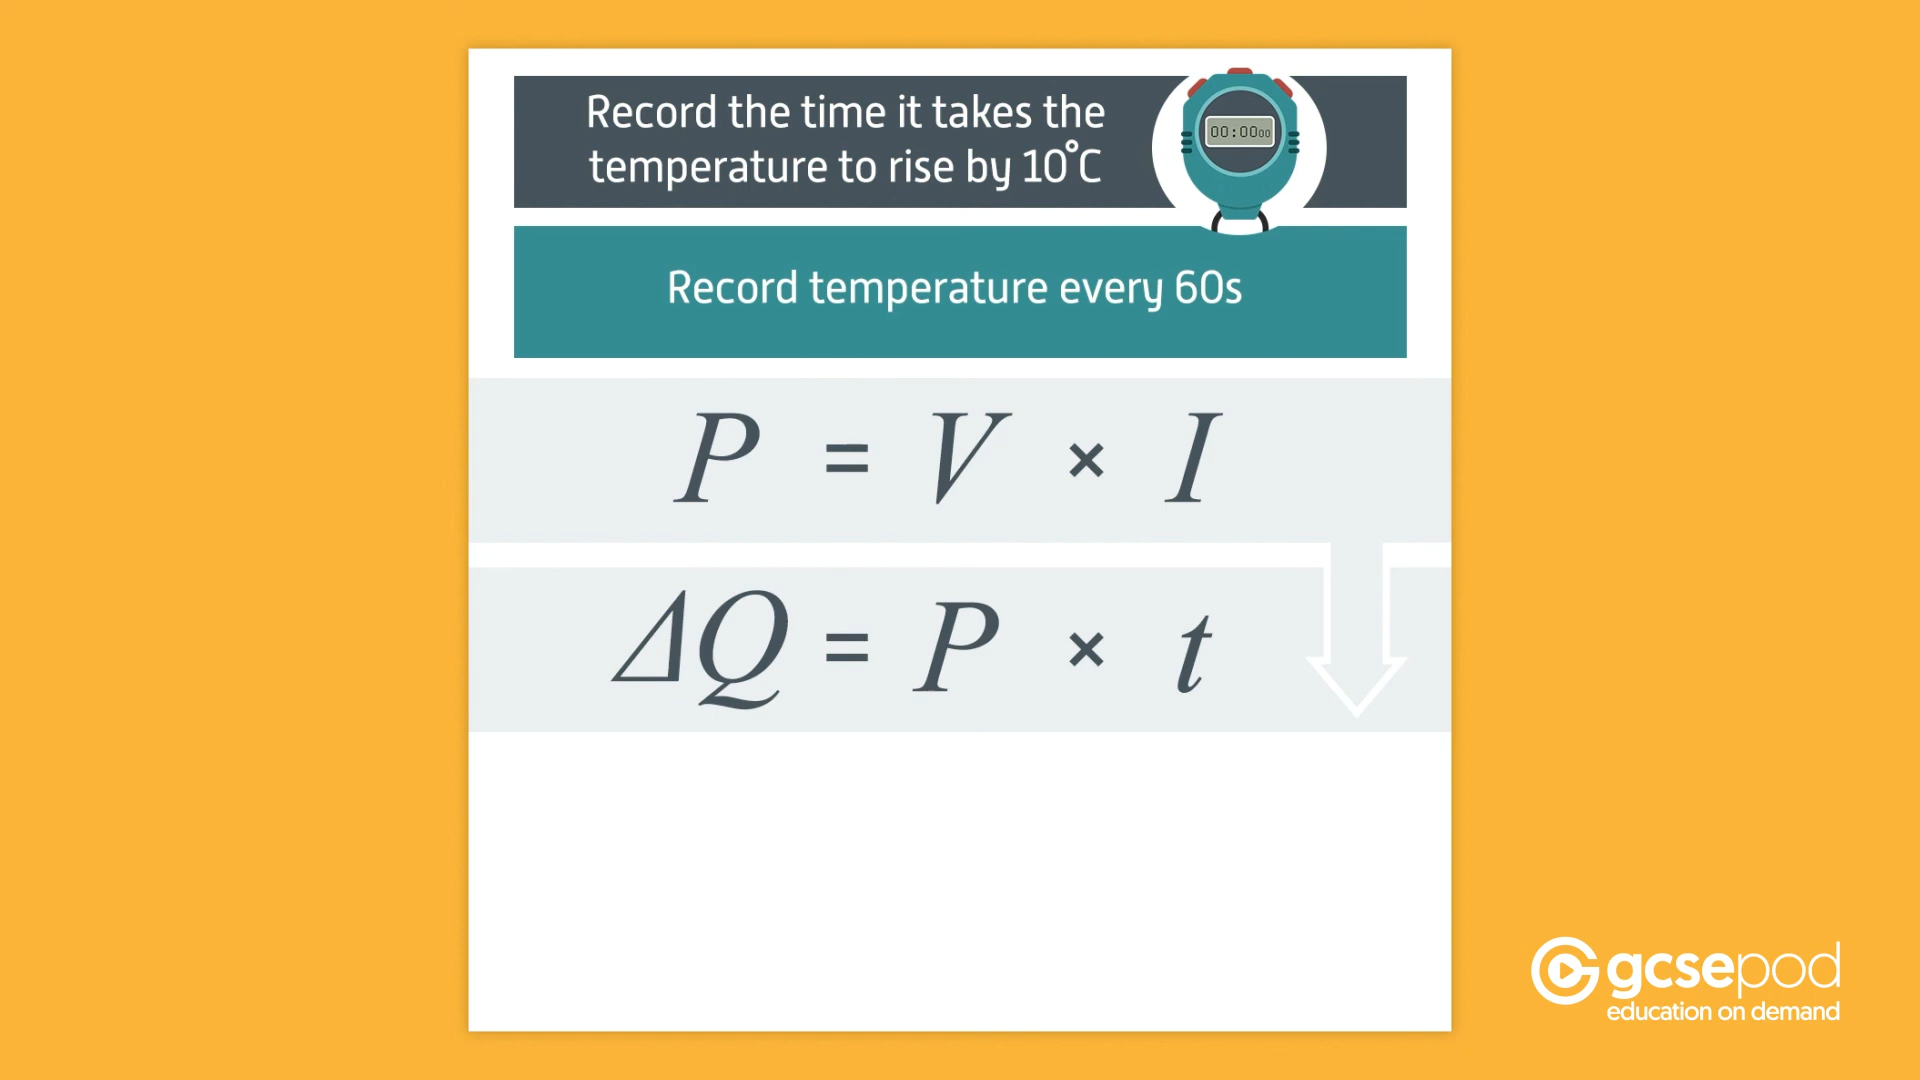 Record the time it takes the
temperature to rise by 10°C
00:0000
Record temperature every 60s
P = V × I
ΔQ = P × t
gcsepod
education on demand